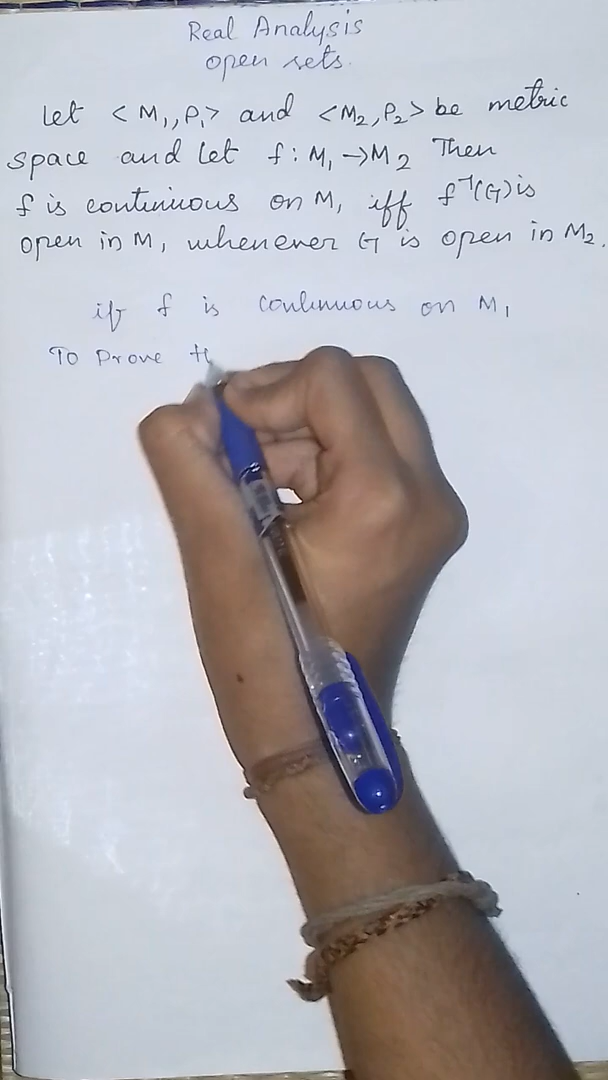 Real Analysis
open sets.
Let <M₁, ρ₁> and <M₂, ρ₂> be metric
space and let f : M₁ → M₂ Then
f is continuous on M₁ iff f⁻¹(G) is
open in M₁ whenever G is open in M₂.
if f is continuous on M₁
To Prove